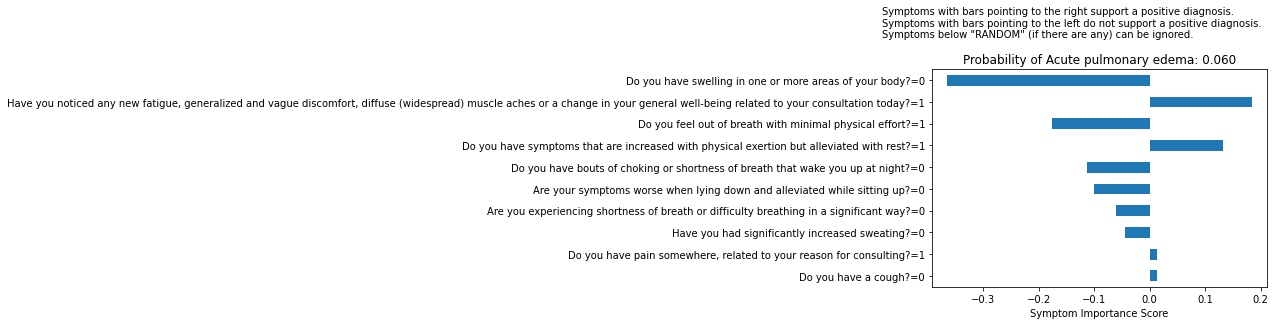 Symptoms with bars pointing to the right support a positive diagnosis.
Symptoms with bars pointing to the left do not support a positive diagnosis.
Symptoms below "RANDOM" (if there are any) can be ignored.
Probability of Acute pulmonary edema: 0.060
Do you have swelling in one or more areas of your body?=0
Have you noticed any new fatigue, generalized and vague discomfort, diffuse (widespread) muscle aches or a change in your general well-being related to your consultation today?=1
Do you feel out of breath with minimal physical effort?=1
Do you have symptoms that are increased with physical exertion but alleviated with rest?=1
Do you have bouts of choking or shortness of breath that wake you up at night?=0
Are your symptoms worse when lying down and alleviated while sitting up?=0
Are you experiencing shortness of breath or difficulty breathing in a significant way?=0
Have you had significantly increased sweating?=0
Do you have pain somewhere, related to your reason for consulting?=1
Do you have a cough?=0
−0.3 −0.2 −0.1 0.0 0.1 0.2
Symptom Importance Score